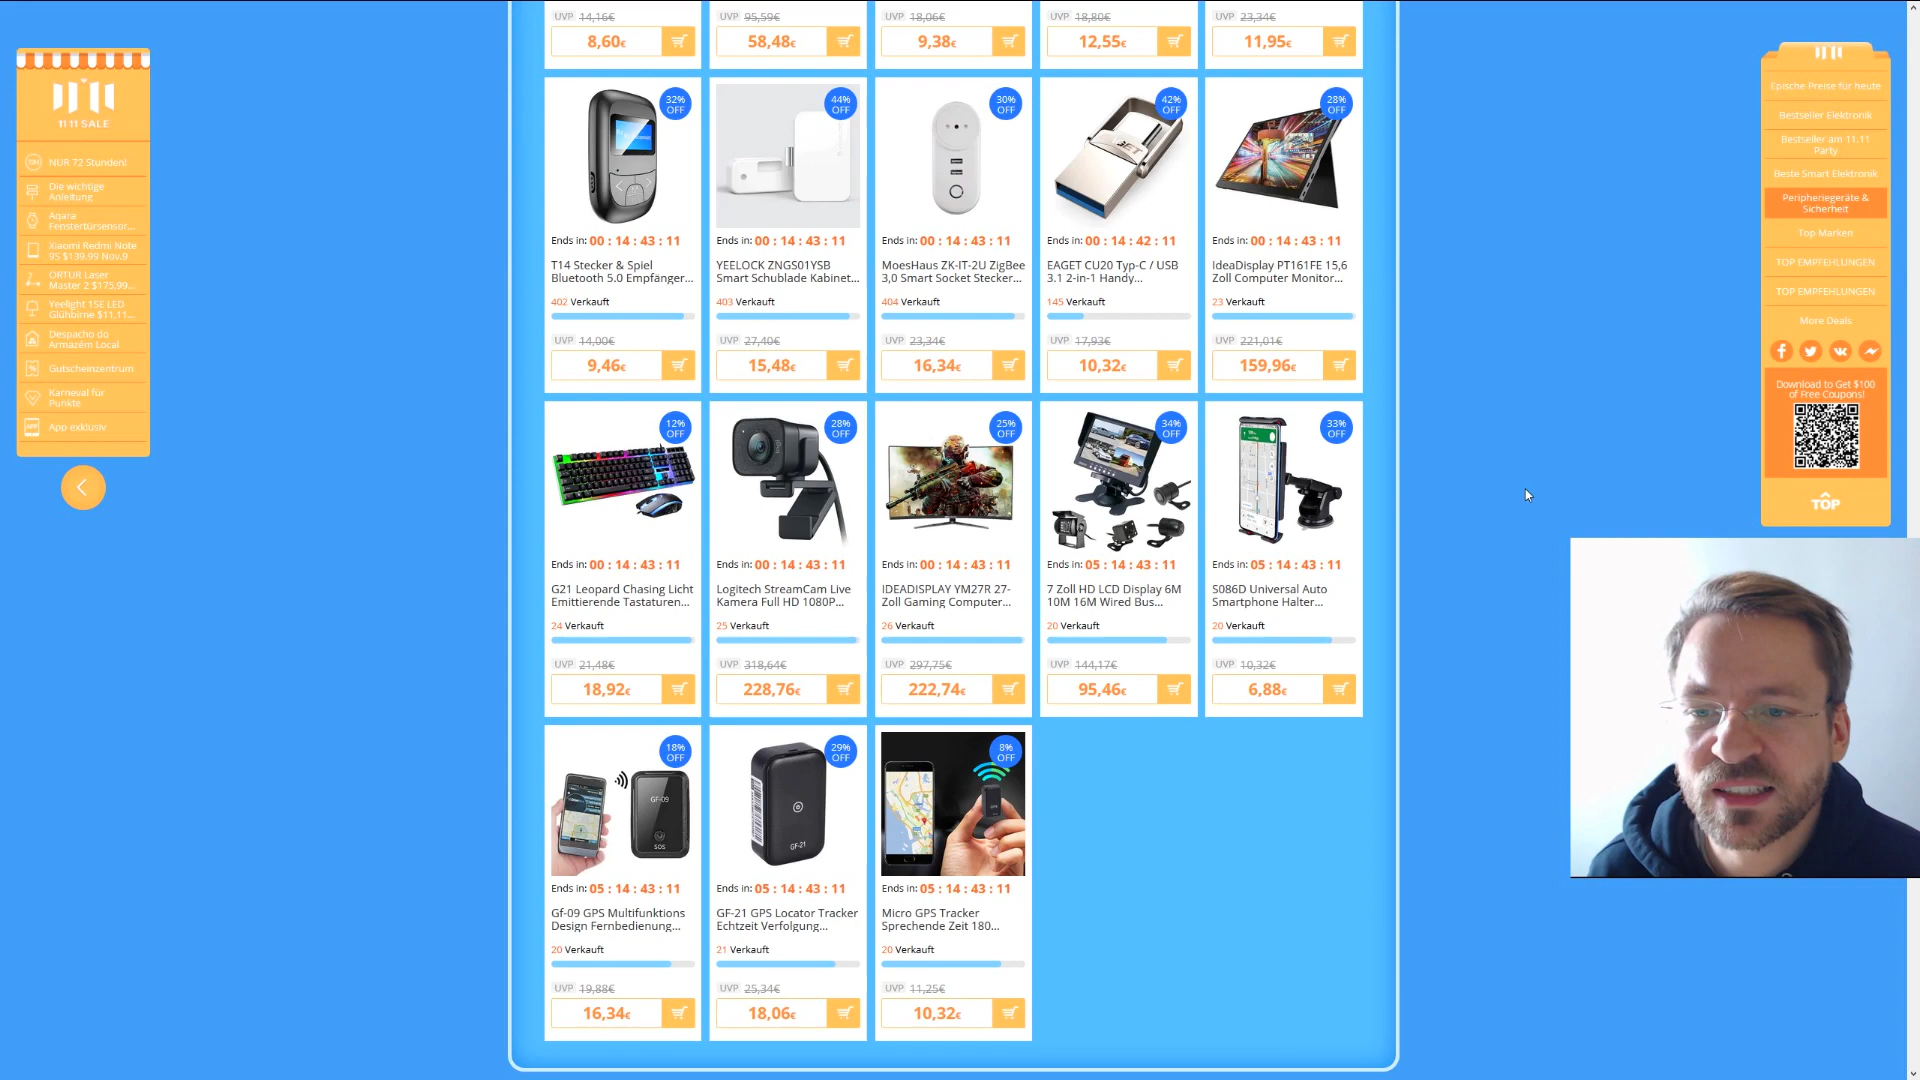 UVP 14,16€
UVP 95,59€
UVP 18,06€
UVP 18,80€
UVP 23,34€
8,60€
58,48€
9,38€
12,55€
11,95€
11 11 SALE
NUR 72 Stunden!
Die wichtige
Anleitung
Aqara
Fenstertürsensor...
Xiaomi Redmi Note
9S $139.99 Nov.9
ORTUR Laser
Master 2 $175,99...
Yeelight 1SE LED
Glühbirne $11,11...
Despacho do
Armazém Local
Gutscheinzentrum
Karneval für
Punkte
App exklusiv
32%
OFF
Ends in: 00 : 14 : 43 : 11
T14 Stecker & Spiel
Bluetooth 5.0 Empfänger...
402 Verkauft
UVP 14,00€
9,46€
44%
OFF
Ends in: 00 : 14 : 43 : 11
YEELOCK ZNGS01YSB
Smart Schublade Kabinet...
403 Verkauft
UVP 27,40€
15,48€
30%
OFF
Ends in: 00 : 14 : 43 : 11
MoesHaus ZK-IT-2U ZigBee
3,0 Smart Socket Stecker...
404 Verkauft
UVP 23,34€
16,34€
42%
OFF
Ends in: 00 : 14 : 42 : 11
EAGET CU20 Typ-C / USB
3.1 2-in-1 Handy...
145 Verkauft
UVP 17,93€
10,32€
28%
OFF
Ends in: 00 : 14 : 43 : 11
IdeaDisplay PT161FE 15,6
Zoll Computer Monitor...
23 Verkauft
UVP 221,01€
159,96€
12%
OFF
Ends in: 00 : 14 : 43 : 11
G21 Leopard Chasing Licht
Emittierende Tastaturen...
24 Verkauft
UVP 21,48€
18,92€
28%
OFF
Ends in: 00 : 14 : 43 : 11
Logitech StreamCam Live
Kamera Full HD 1080P...
25 Verkauft
UVP 318,64€
228,76€
25%
OFF
Ends in: 00 : 14 : 43 : 11
IDEADISPLAY YM27R 27-
Zoll Gaming Computer...
26 Verkauft
UVP 297,75€
222,74€
34%
OFF
Ends in: 05 : 14 : 43 : 11
7 Zoll HD LCD Display 6M
10M 16M Wired Bus...
20 Verkauft
UVP 144,17€
95,46€
33%
OFF
Ends in: 05 : 14 : 43 : 11
S086D Universal Auto
Smartphone Halter...
20 Verkauft
UVP 10,32€
6,88€
18%
OFF
GF-09
SOS
Ends in: 05 : 14 : 43 : 11
Gf-09 GPS Multifunktions
Design Fernbedienung...
20 Verkauft
UVP 19,88€
16,34€
29%
OFF
GF-21
Ends in: 05 : 14 : 43 : 11
GF-21 GPS Locator Tracker
Echtzeit Verfolgung...
21 Verkauft
UVP 25,34€
18,06€
8%
OFF
Ends in: 05 : 14 : 43 : 11
Micro GPS Tracker
Sprechende Zeit 180...
20 Verkauft
UVP 11,25€
10,32€
Epische Preise für heute
Bestseller Elektronik
Bestseller am 11.11
Party
Beste Smart Elektronik
Peripheriegeräte &
Sicherheit
Top Marken
TOP EMPFEHLUNGEN
TOP EMPFEHLUNGEN
More Deals
Download to Get $100
of Free Coupons!
TOP